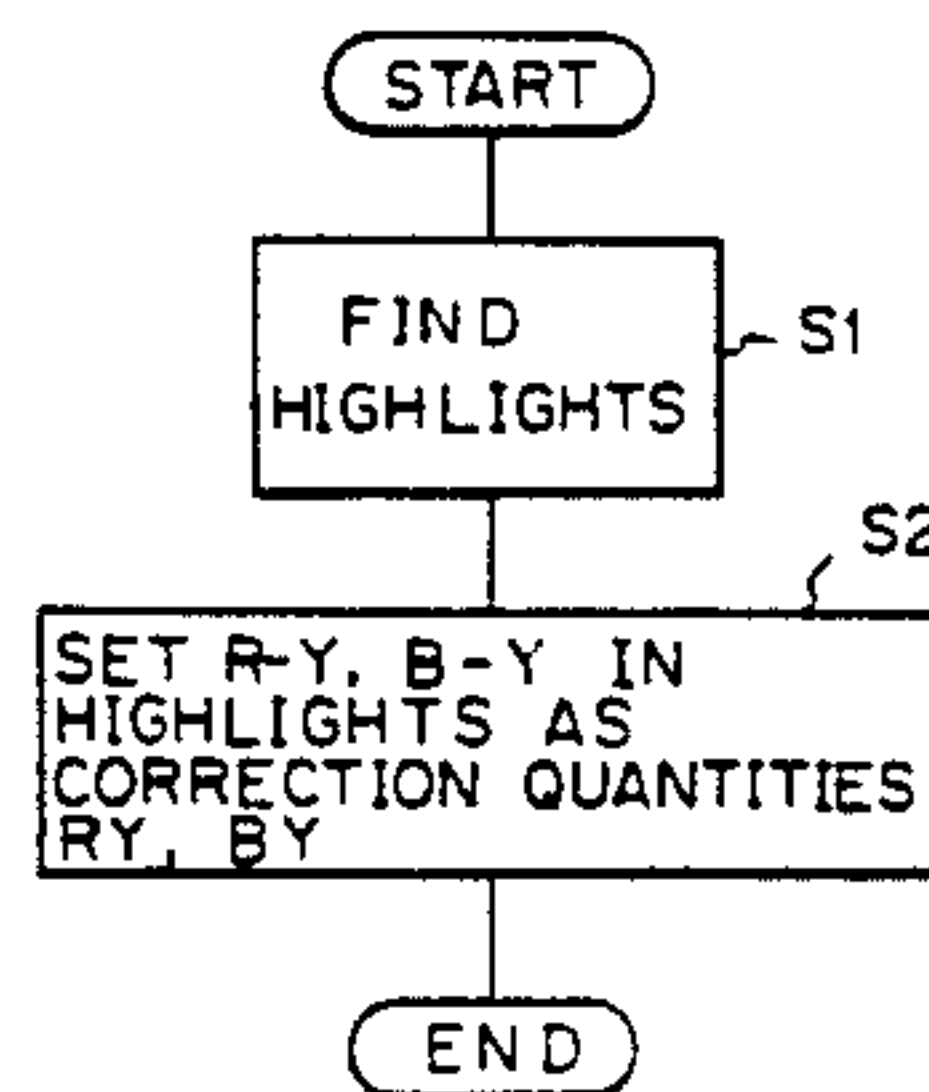 START
FIND
HIGHLIGHTS
S1
S2
SET R-Y, B-Y IN
HIGHLIGHTS AS
CORRECTION QUANTITIES
RY, BY
END